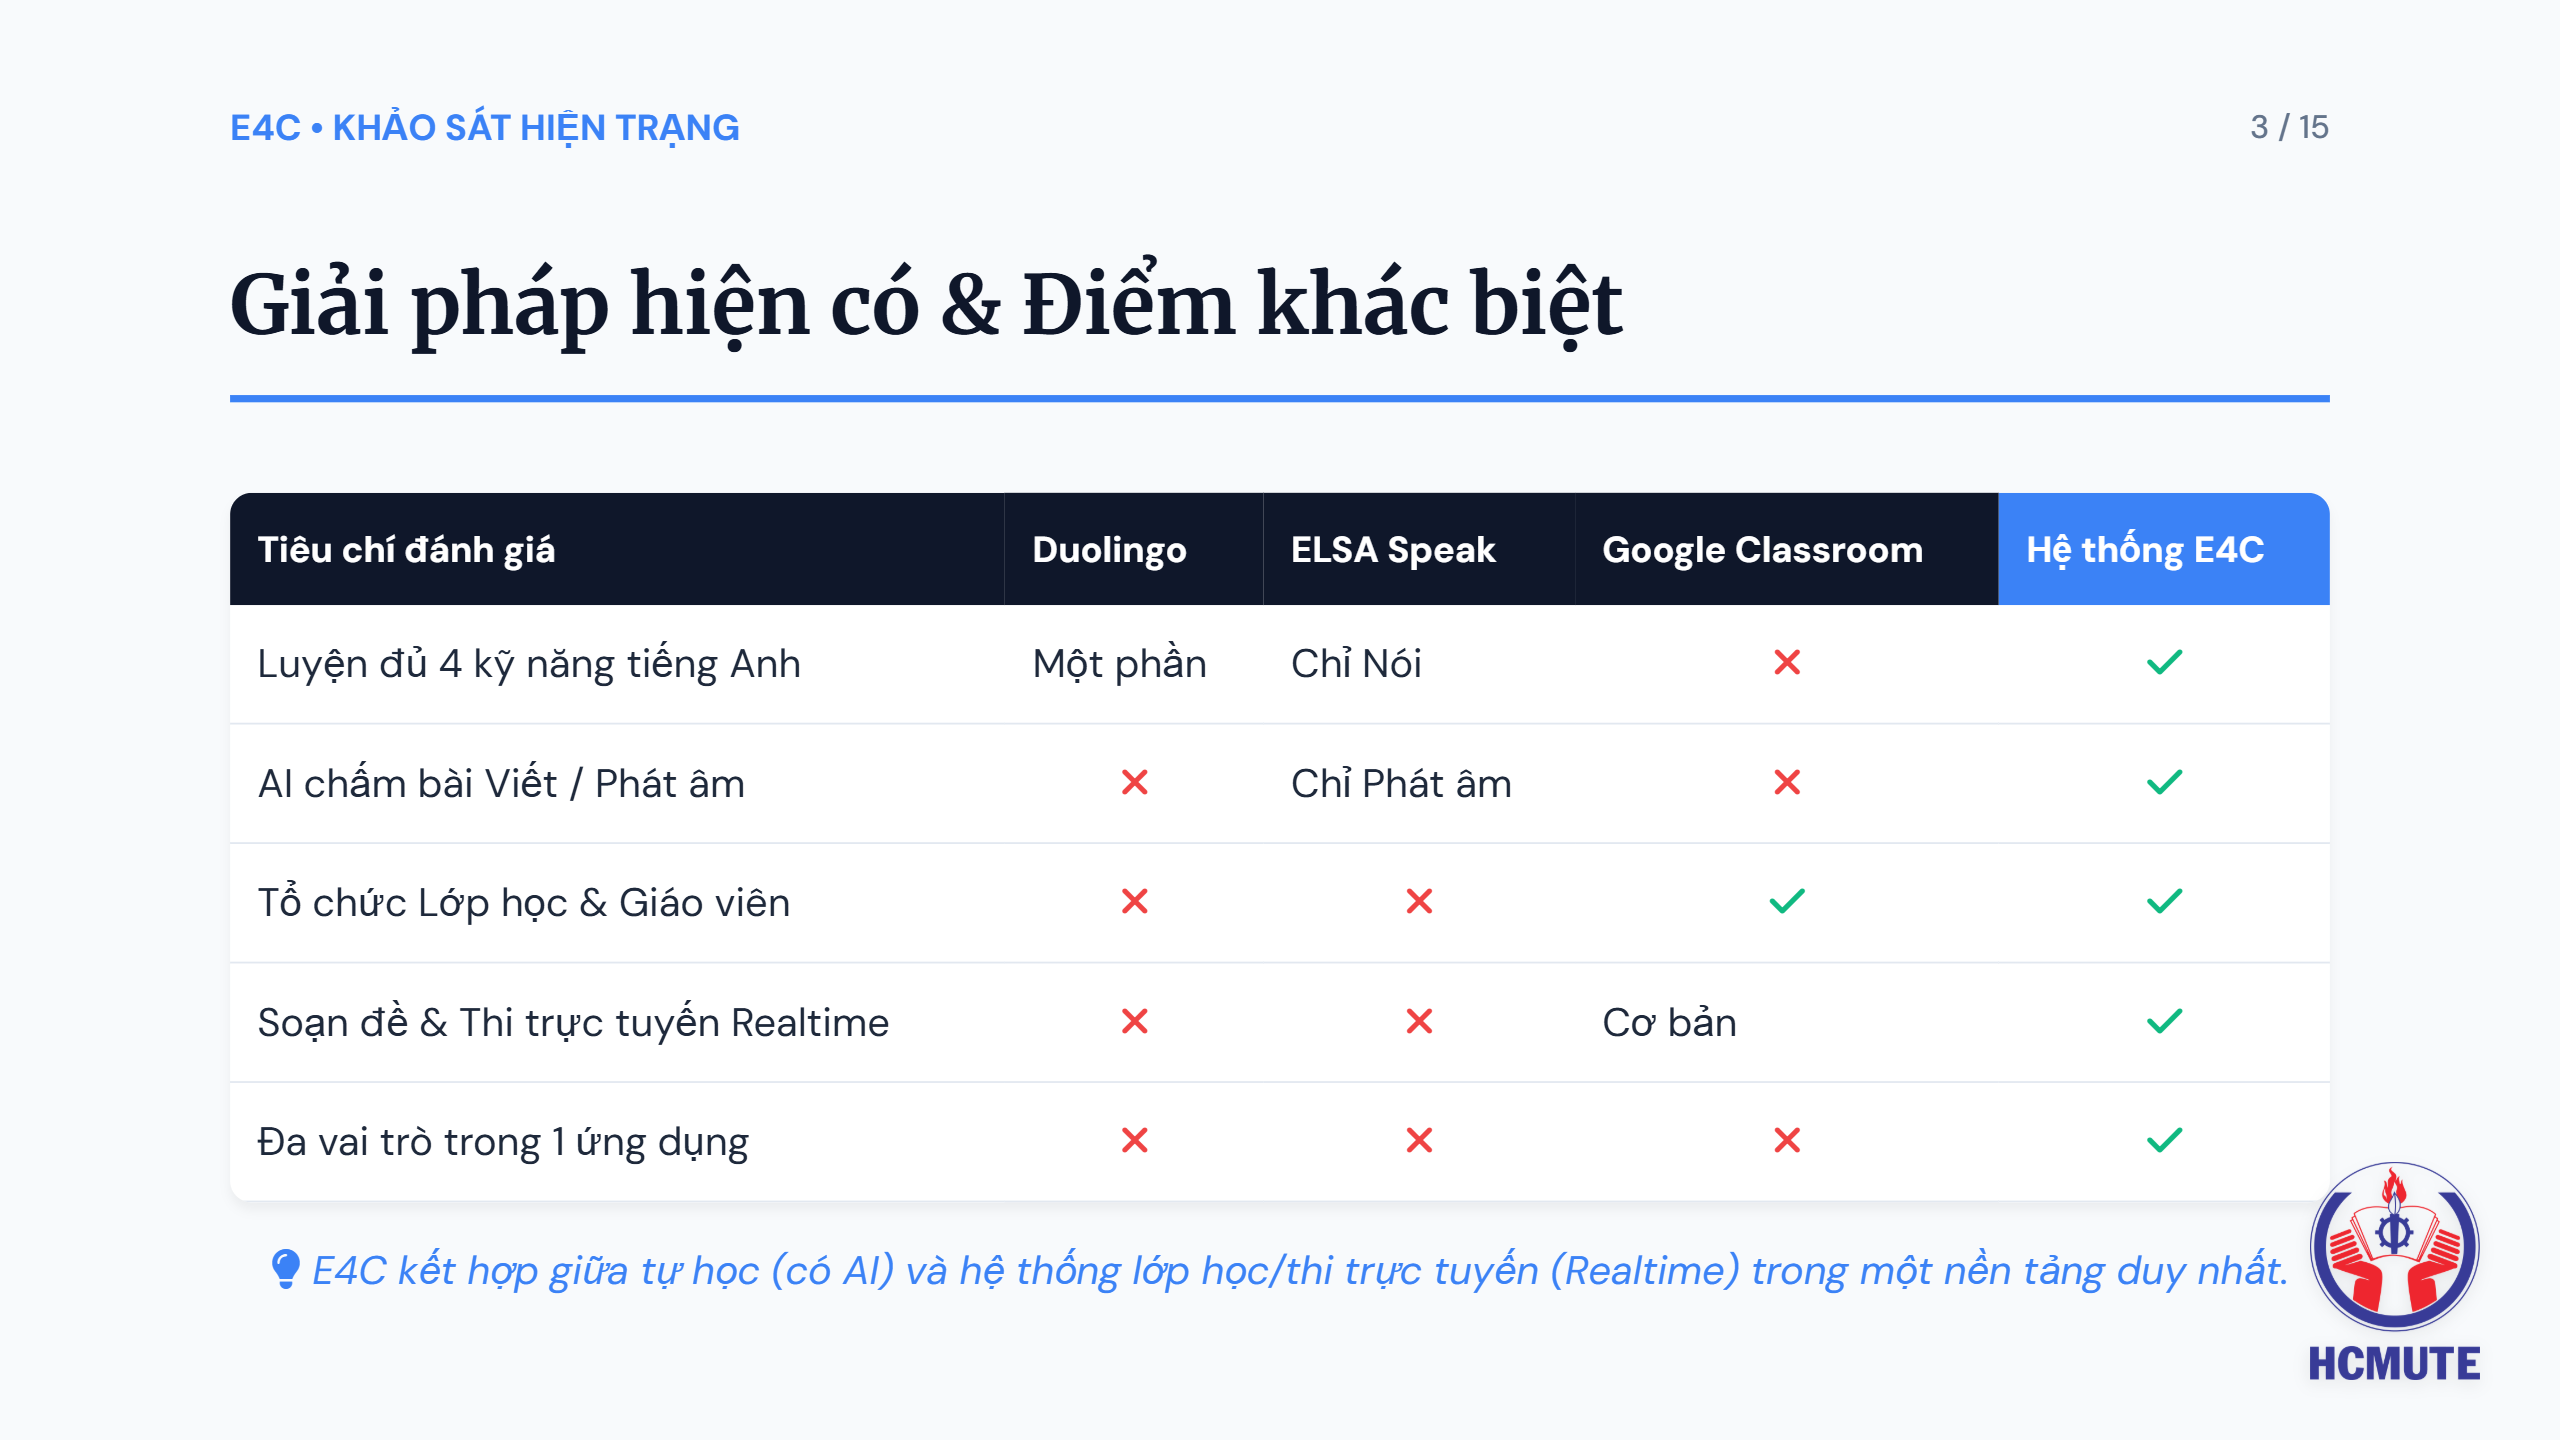 E4C • KHẢO SÁT HIỆN TRẠNG
3 / 15
Giải pháp hiện có & Điểm khác biệt
Tiêu chí đánh giá Duolingo ELSA Speak Google Classroom Hệ thống E4C
Luyện đủ 4 kỹ năng tiếng Anh Một phần Chỉ Nói
AI chấm bài Viết / Phát âm Chỉ Phát âm
Tổ chức Lớp học & Giáo viên
Soạn đề & Thi trực tuyến Realtime Cơ bản
Đa vai trò trong 1 ứng dụng
E4C kết hợp giữa tự học (có AI) và hệ thống lớp học/thi trực tuyến (Realtime) trong một nền tảng duy nhất.
HCMUTE